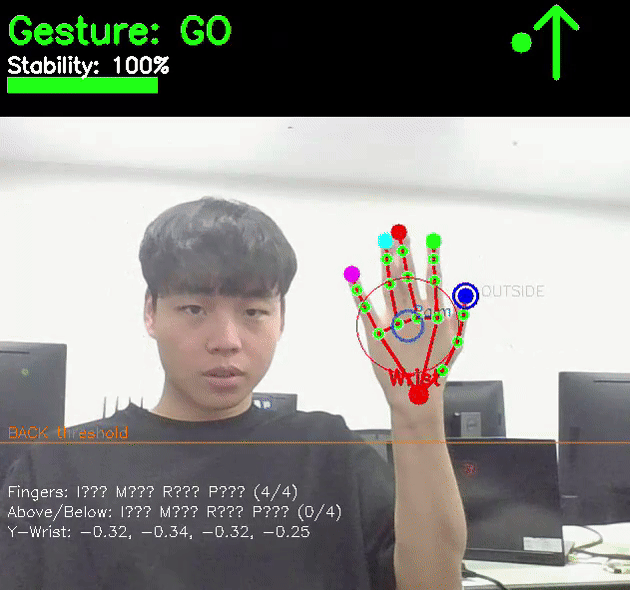 Gesture: GO
Stability: 100%
OUTSIDE
Palm
Wrist
BACK threshold
Fingers: I??? M??? R??? P??? (4/4)
Above/Below: I??? M??? R??? P??? (0/4)
Y-Wrist: -0.32, -0.34, -0.32, -0.25